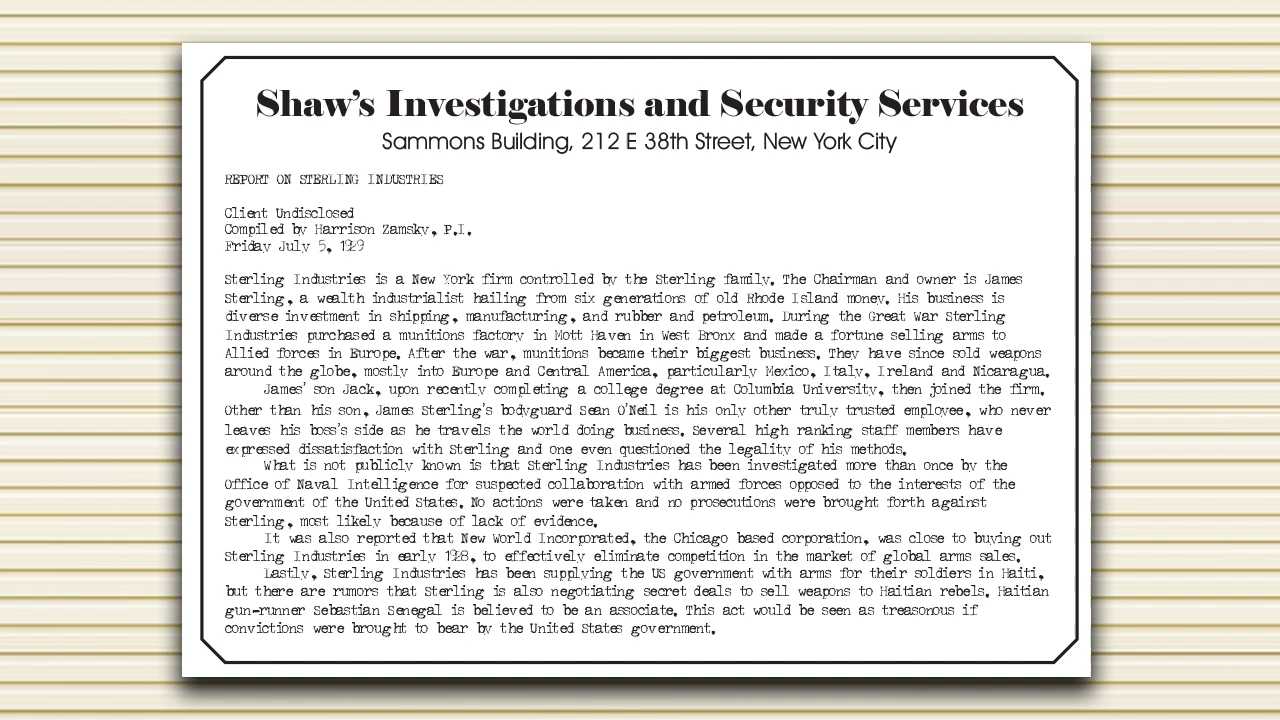 Shaw's Investigations and Security Services
Sammons Building, 212 E 38th Street, New York City
REPORT ON STERLING INDUSTRIES
Client Undisclosed
Compiled by Harrison Zamsky, P.I.
Friday July 5, 1929
Sterling Industries is a New York firm controlled by the Sterling family. The Chairman and owner is James
Sterling, a wealth industrialist hailing from six generations of old Rhode Island money. His business is
diverse investment in shipping, manufacturing, and rubber and petroleum. During the Great War Sterling
Industries purchased a munitions factory in Mott Haven in West Bronx and made a fortune selling arms to
Allied forces in Europe. After the war, munitions became their biggest business. They have since sold weapons
around the globe, mostly into Europe and Central America, particularly Mexico, Italy, Ireland and Nicaragua.
James' son Jack, upon recently completing a college degree at Columbia University, then joined the firm.
Other than his son, James Sterling's bodyguard Sean O'Neil is his only other truly trusted employee, who never
leaves his boss's side as he travels the world doing business. Several high ranking staff members have
expressed dissatisfaction with Sterling and one even questioned the legality of his methods.
What is not publicly known is that Sterling Industries has been investigated more than once by the
Office of Naval Intelligence for suspected collaboration with armed forces opposed to the interests of the
government of the United States. No actions were taken and no prosecutions were brought forth against
Sterling, most likely because of lack of evidence.
It was also reported that New World Incorporated, the Chicago based corporation, was close to buying out
Sterling Industries in early 1928, to effectively eliminate competition in the market of global arms sales.
Lastly, Sterling Industries has been supplying the US government with arms for their soldiers in Haiti,
but there are rumors that Sterling is also negotiating secret deals to sell weapons to Haitian rebels. Haitian
gun-runner Sebastian Senegal is believed to be an associate. This act would be seen as treasonous if
convictions were brought to bear by the United States government.